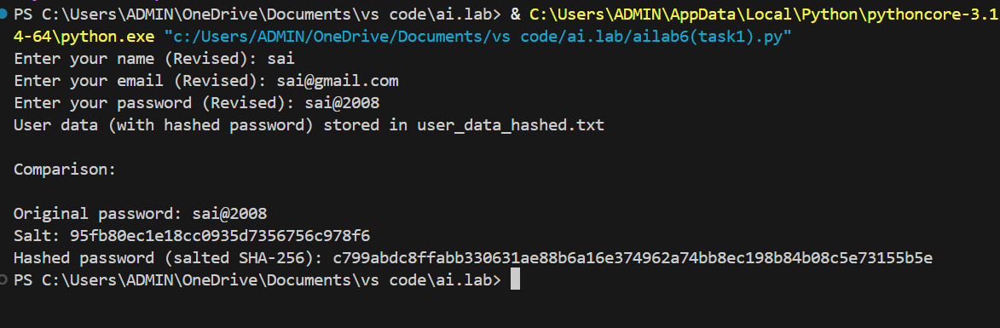 PS C:\Users\ADMIN\OneDrive\Documents\vs code\ai.lab> & C:\Users\ADMIN\AppData\Local\Python\pythoncore-3.1
4-64\python.exe "c:/Users/ADMIN/OneDrive/Documents/vs code/ai.lab/ailab6(task1).py"
Enter your name (Revised): sai
Enter your email (Revised): sai@gmail.com
Enter your password (Revised): sai@2008
User data (with hashed password) stored in user_data_hashed.txt
Comparison:
Original password: sai@2008
Salt: 95fb80ec1e18cc0935d7356756c978f6
Hashed password (salted SHA-256): c799abdc8ffabb330631ae88b6a16e374962a74bb8ec198b84b08c5e73155b5e
PS C:\Users\ADMIN\OneDrive\Documents\vs code\ai.lab>